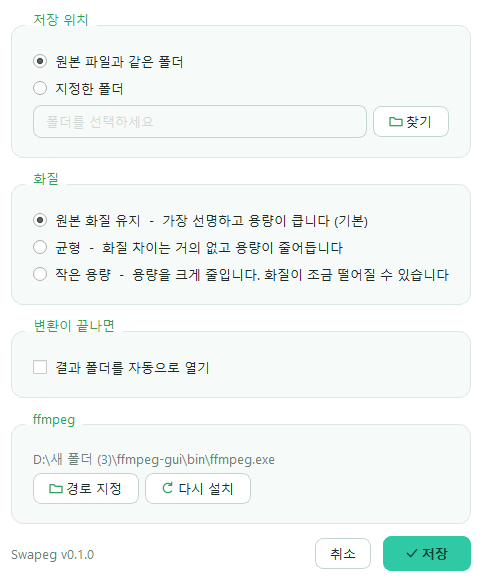 저장 위치
원본 파일과 같은 폴더
지정한 폴더
폴더를 선택하세요
찾기
화질
원본 화질 유지 - 가장 선명하고 용량이 큽니다 (기본)
균형 - 화질 차이는 거의 없고 용량이 줄어듭니다
작은 용량 - 용량을 크게 줄입니다. 화질이 조금 떨어질 수 있습니다
변환이 끝나면
결과 폴더를 자동으로 열기
ffmpeg
D:\새 폴더 (3)\ffmpeg-gui\bin\ffmpeg.exe
경로 지정
다시 설치
Swapeg v0.1.0
취소
저장